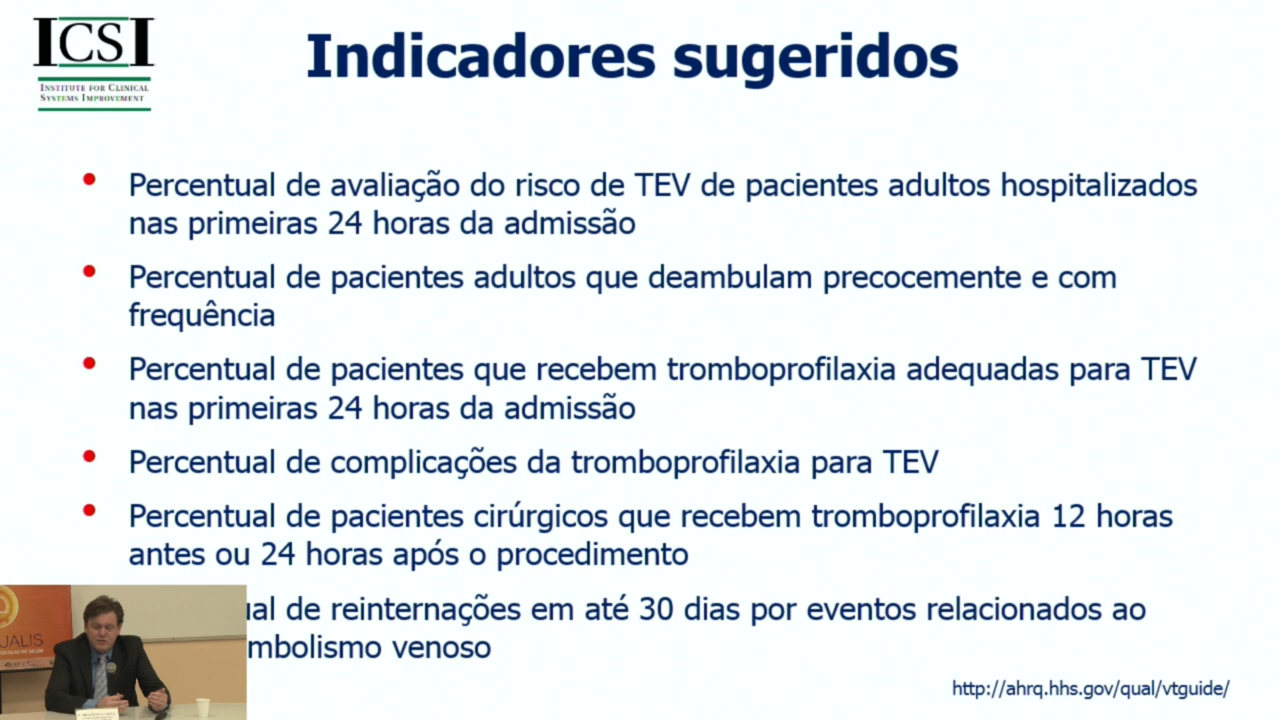 ICSI
INSTITUTE FOR CLINICAL
SYSTEMS IMPROVEMENT
Indicadores sugeridos
• Percentual de avaliação do risco de TEV de pacientes adultos hospitalizados
nas primeiras 24 horas da admissão
• Percentual de pacientes adultos que deambulam precocemente e com
frequência
• Percentual de pacientes que recebem tromboprofilaxia adequadas para TEV
nas primeiras 24 horas da admissão
• Percentual de complicações da tromboprofilaxia para TEV
• Percentual de pacientes cirúrgicos que recebem tromboprofilaxia 12 horas
antes ou 24 horas após o procedimento
ual de reinternações em até 30 dias por eventos relacionados ao
mbolismo venoso
http://ahrq.hhs.gov/qual/vtguide/
UALIS